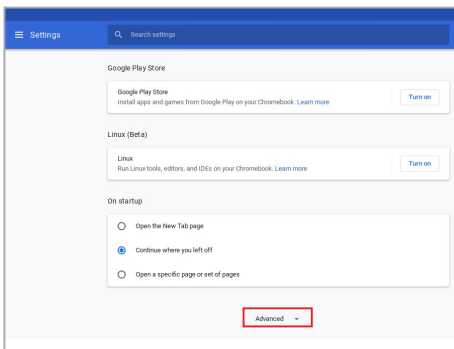 Settings
Search settings
Google Play Store
Google Play Store
Install apps and games from Google Play on your Chromebook. Learn more
Turn on
Linux (Beta)
Linux
Run Linux tools, editors, and IDEs on your Chromebook. Learn more
Turn on
On startup
Open the New Tab page
Continue where you left off
Open a specific page or set of pages
Advanced